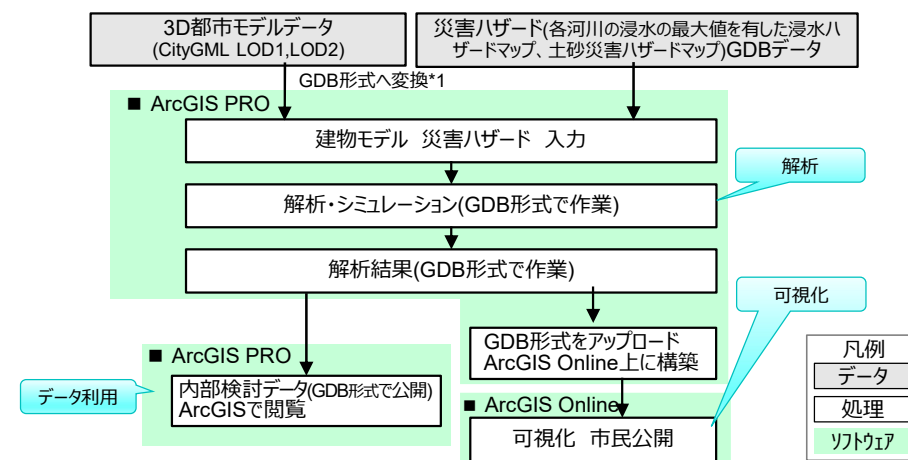 3D都市モデルデータ
(CityGML LOD1,LOD2)
災害ハザード(各河川の浸水の最大値を有した浸水ハ
ザードマップ、土砂災害ハザードマップ)GDBデータ
GDB形式へ変換*1
■ ArcGIS PRO
建物モデル 災害ハザード 入力
解析
解析・シミュレーション(GDB形式で作業)
解析結果(GDB形式で作業)
可視化
GDB形式をアップロード
ArcGIS Online上に構築
■ ArcGIS PRO
データ利用
内部検討データ(GDB形式で公開)
ArcGISで閲覧
■ ArcGIS Online
可視化 市民公開
凡例
データ
処理
ソフトウェア